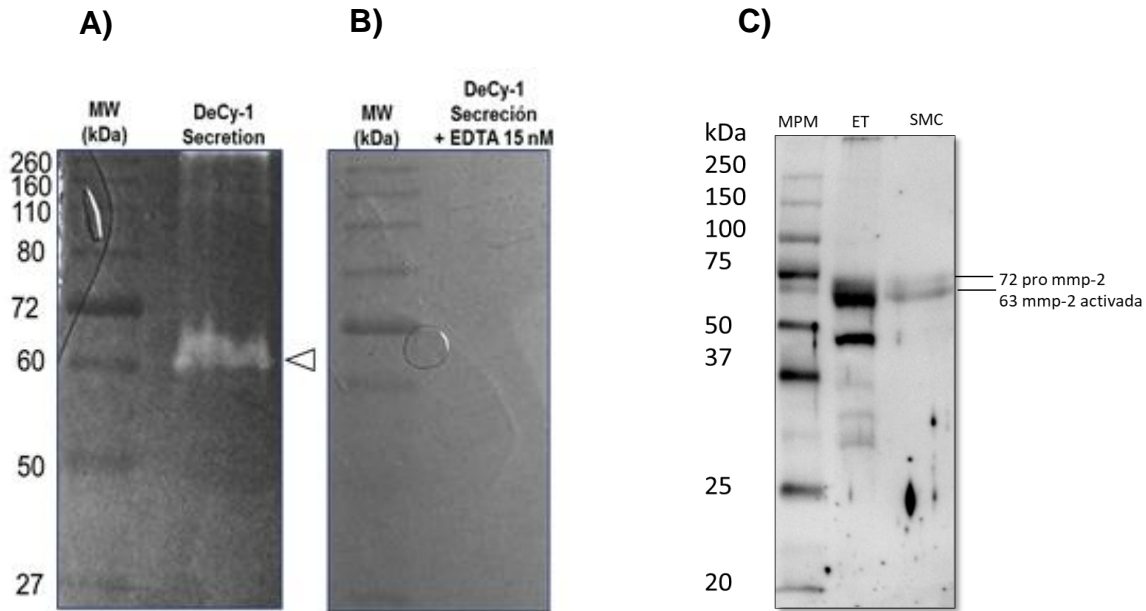 A)
B)
C)
MW
(kDa)
DeCy-1
Secretion
260
160
110
80
72
60
50
27
MW
(kDa)
DeCy-1
Secreción
+ EDTA 15 nM
kDa
250
150
100
75
50
37
25
20
MPM
ET
SMC
72 pro mmp-2
63 mmp-2 activada